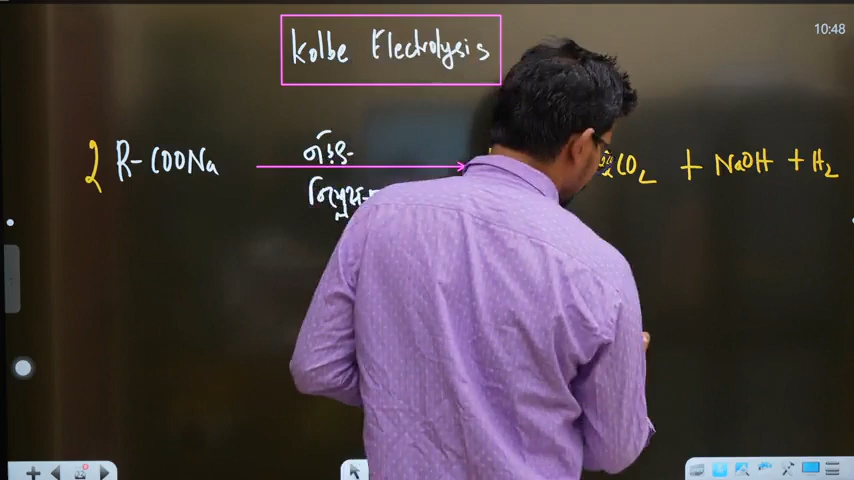 10:48
Kolbe Electrolysis
2 R-COONa CO₂ + NaOH + H₂